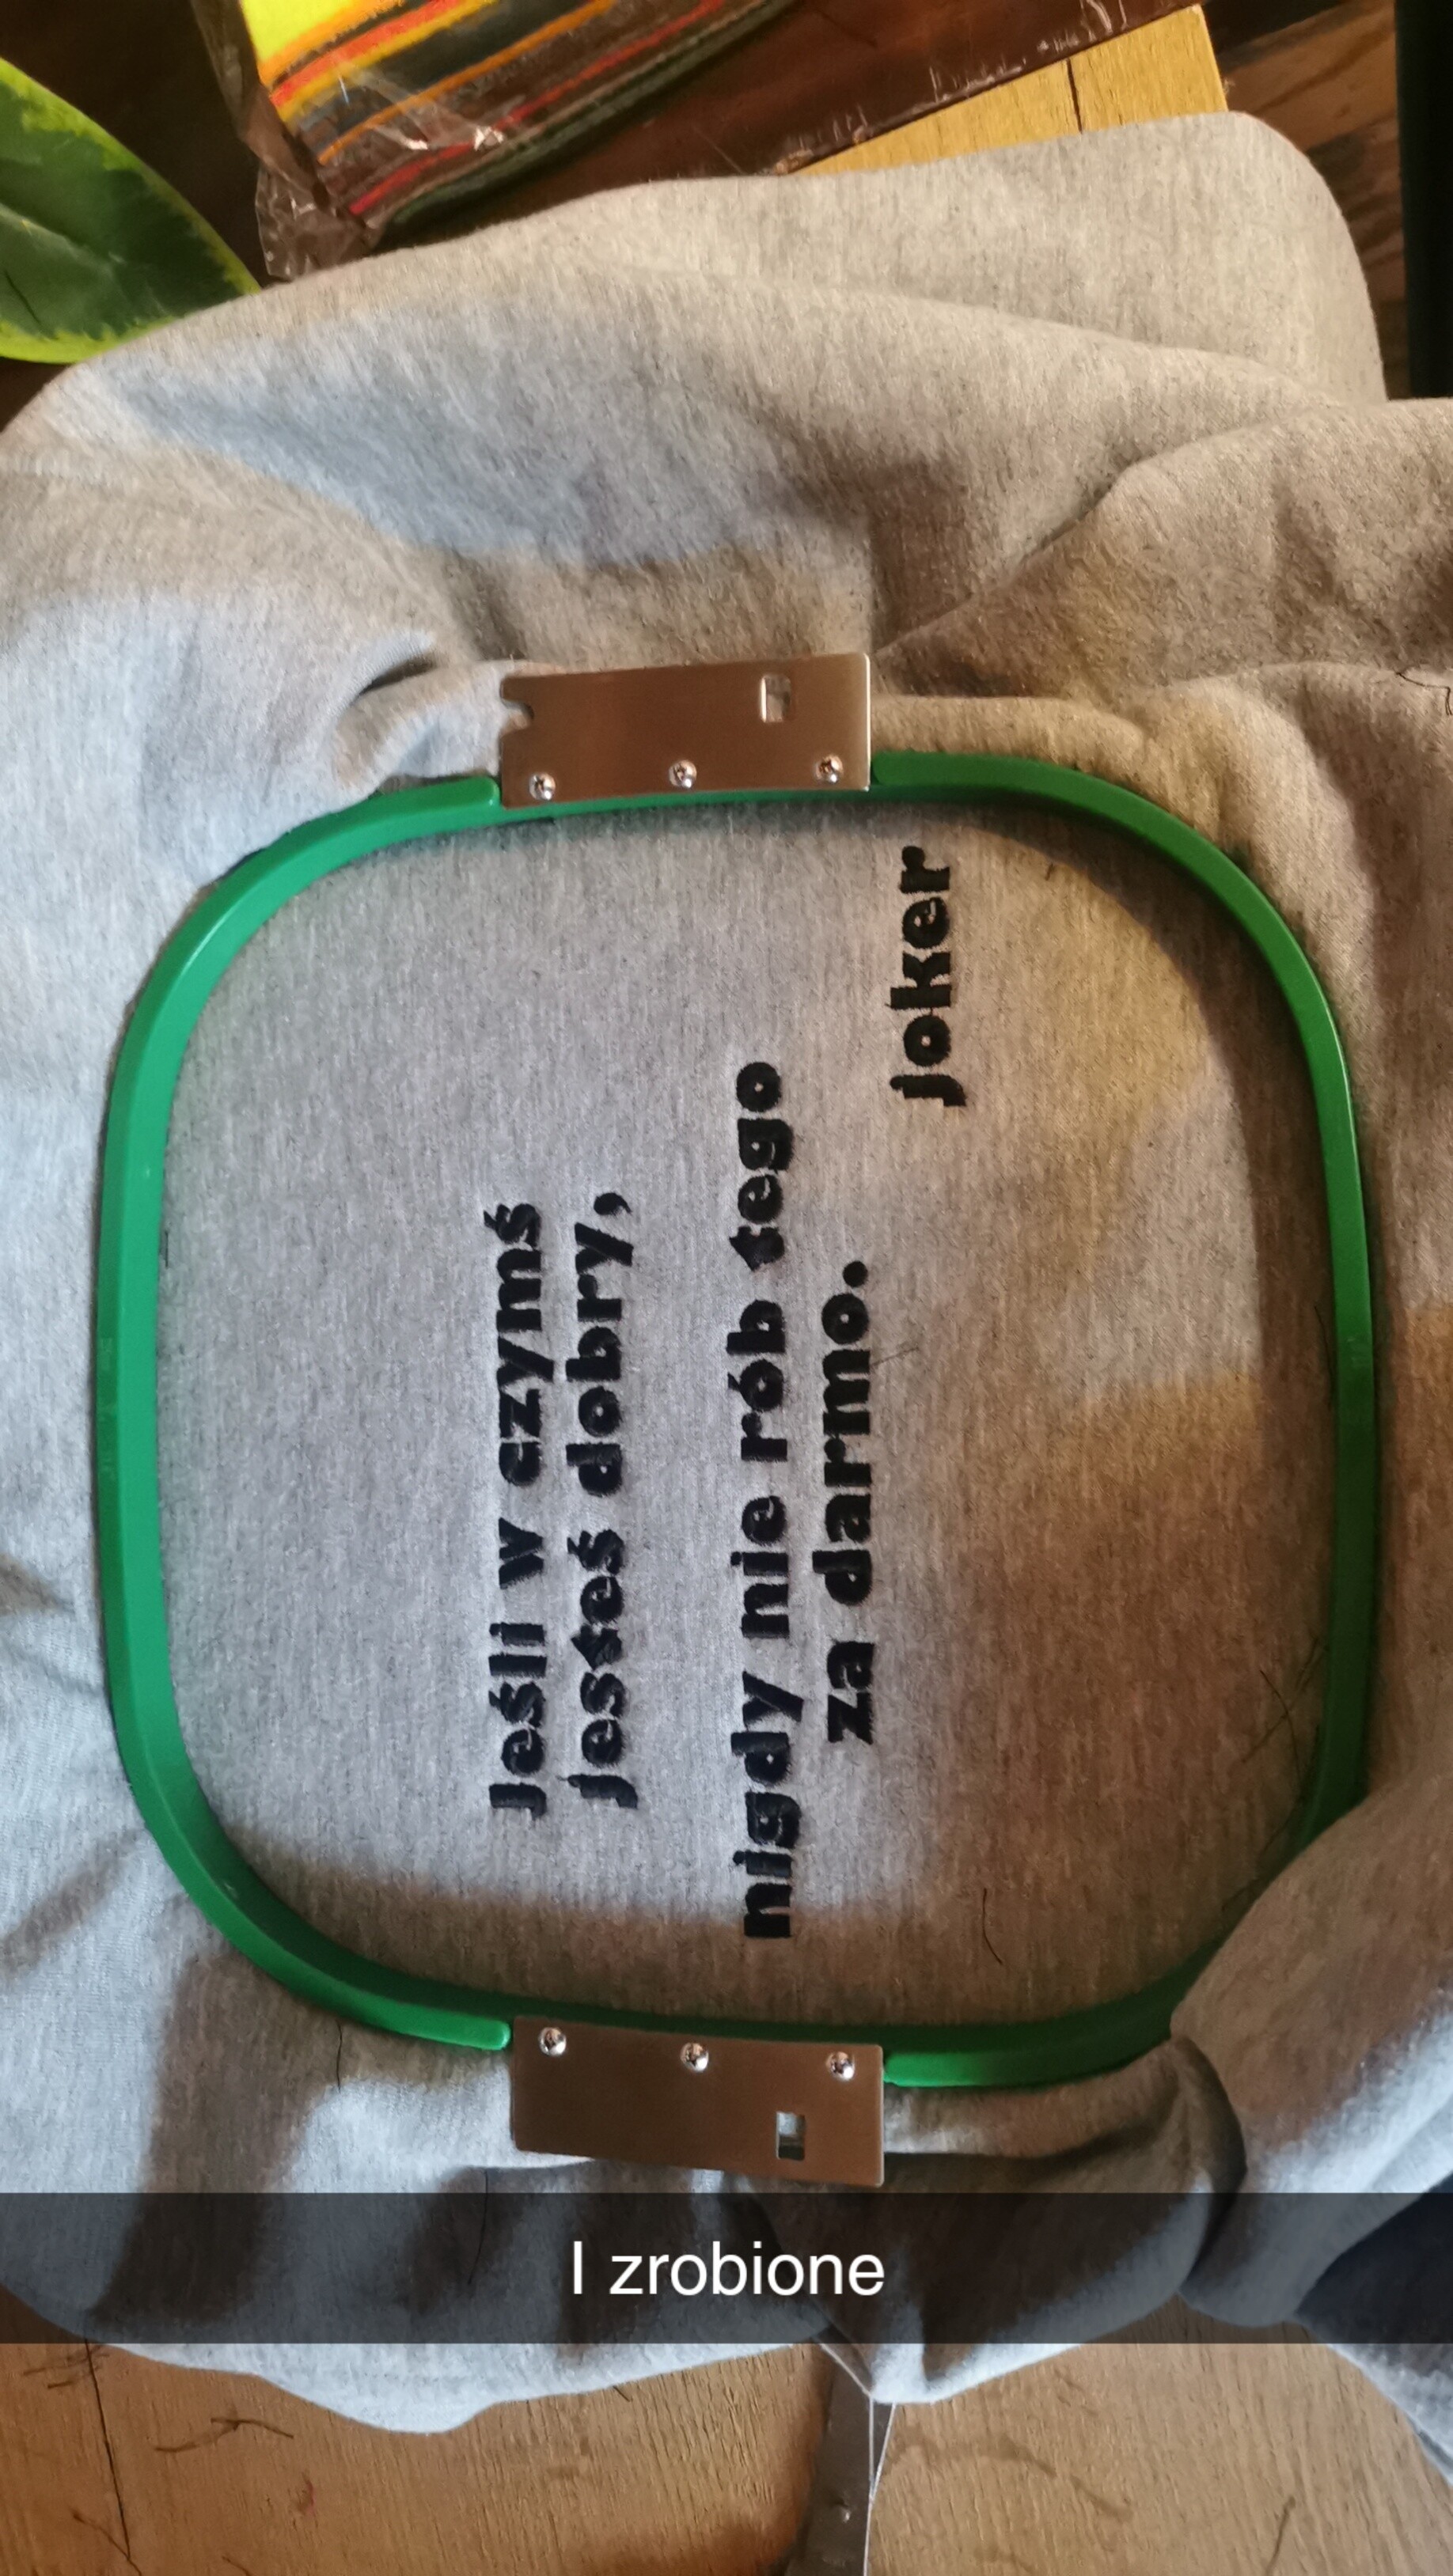 Jeśli w czymś
jesteś dobry,
nigdy nie rób tego
za darmo.
joker
I zrobione